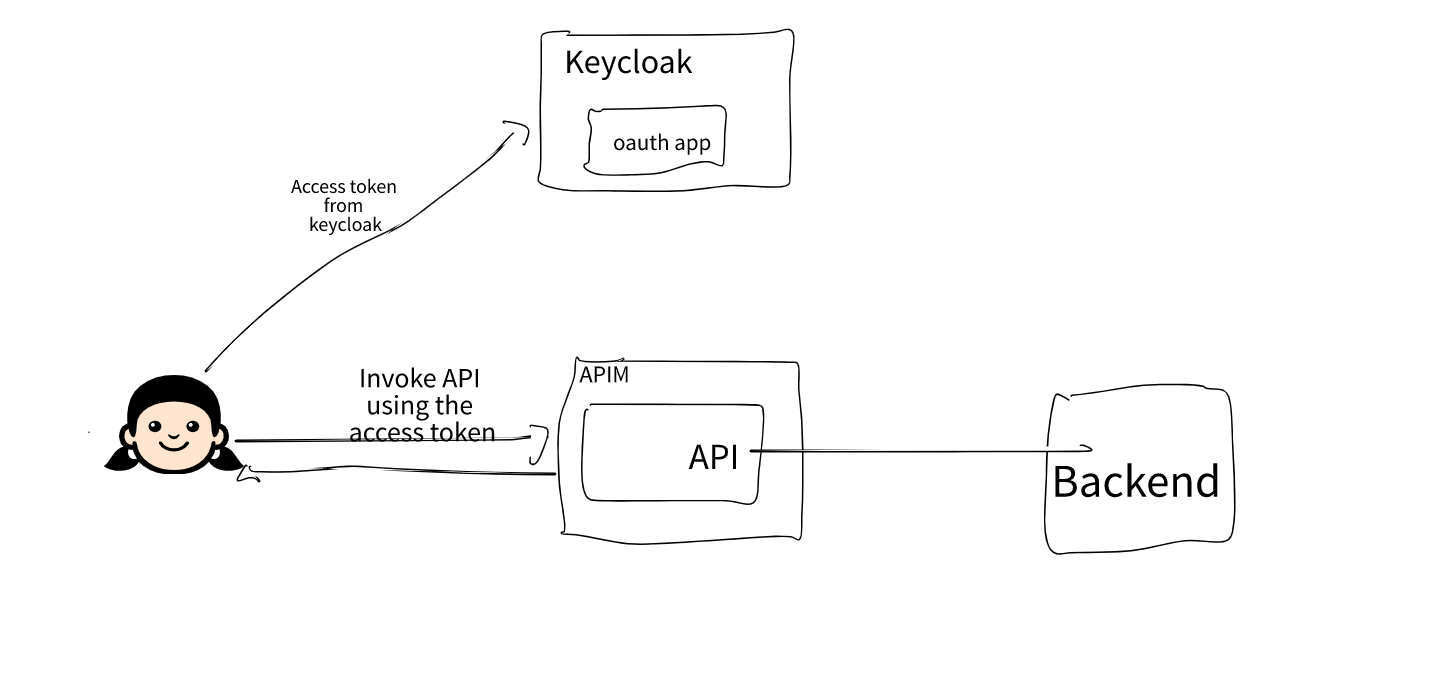 Keycloak
oauth app
Access token
from
keycloak
Invoke API
using the
access token
APIM
API
Backend